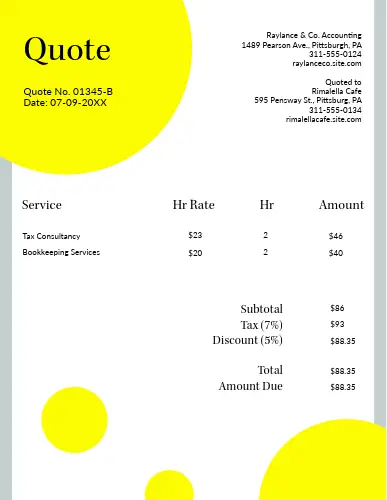 Quote
Quote No. 01345-B
Date: 07-09-20XX
Raylance & Co. Accounting
1489 Pearson Ave., Pittsburgh, PA
311-555-0124
raylanceco.site.com
Quoted to
Rimalella Cafe
595 Pensway St., Pittsburg, PA
311-555-0134
rimalellacafe.site.com
Service Hr Rate Hr Amount
Tax Consultancy $23 2 $46
Bookkeeping Services $20 2 $40
Subtotal $86
Tax (7%) $93
Discount (5%) $88.35
Total $88.35
Amount Due $88.35